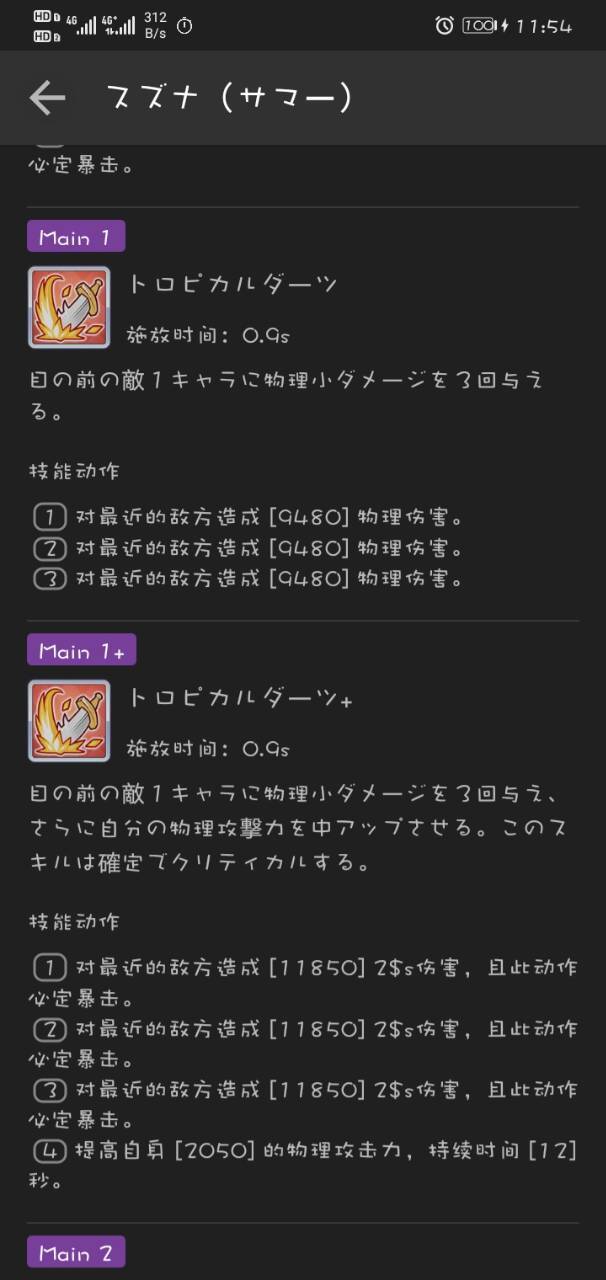 HD 1 4G 4G+ 312 B/s 100 11:54
HD 2
スズナ（サマー）
必定暴击。
Main 1
トロピカルダーツ
施放时间：0.9s
目の前の敵１キャラに物理小ダメージを３回与え
る。
技能动作
1 对最近的敌方造成 [9480] 物理伤害。
2 对最近的敌方造成 [9480] 物理伤害。
3 对最近的敌方造成 [9480] 物理伤害。
Main 1+
トロピカルダーツ+
施放时间：0.9s
目の前の敵１キャラに物理小ダメージを３回与え、
さらに自分の物理攻撃力を中アップさせる。このス
キルは確定でクリティカルする。
技能动作
1 对最近的敌方造成 [11850] 2$s伤害，且此动作
必定暴击。
2 对最近的敌方造成 [11850] 2$s伤害，且此动作
必定暴击。
3 对最近的敌方造成 [11850] 2$s伤害，且此动作
必定暴击。
4 提高自身 [2050] 的物理攻击力，持续时间 [12]
秒。
Main 2